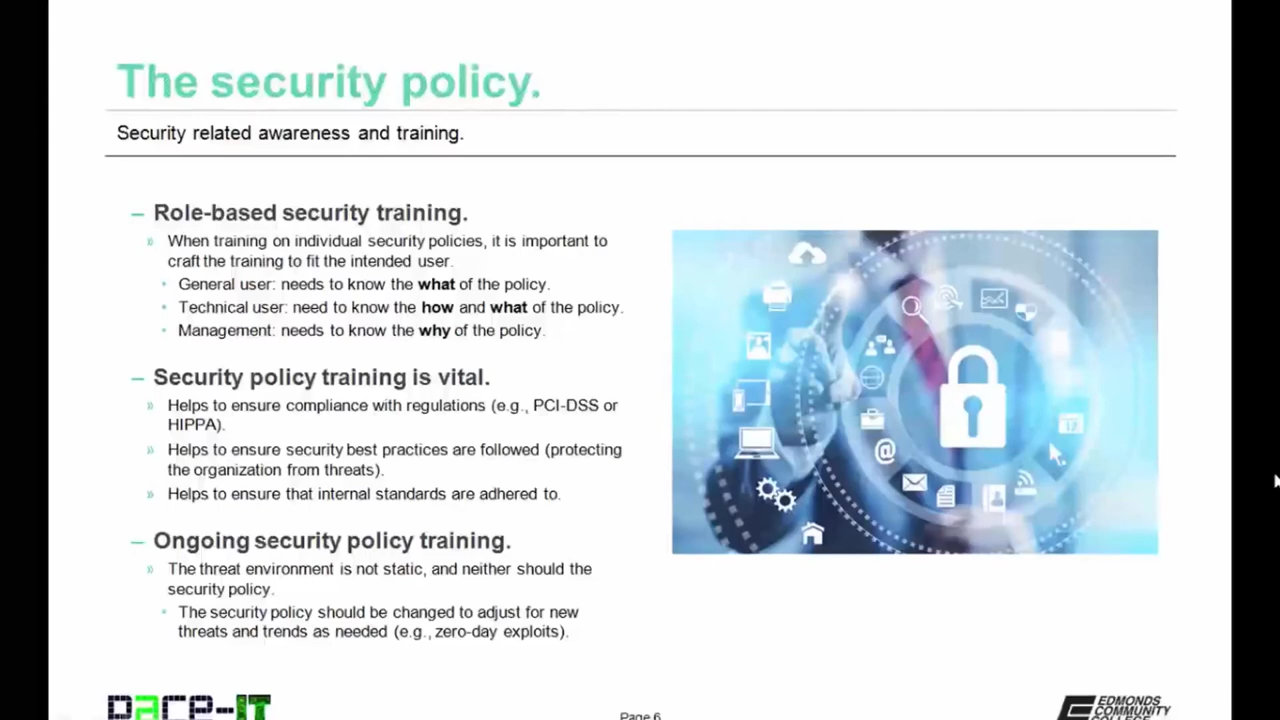 The security policy.
Security related awareness and training.
– Role-based security training.
» When training on individual security policies, it is important to
craft the training to fit the intended user.
• General user: needs to know the what of the policy.
• Technical user: need to know the how and what of the policy.
• Management: needs to know the why of the policy.
– Security policy training is vital.
» Helps to ensure compliance with regulations (e.g., PCI-DSS or
HIPPA).
» Helps to ensure security best practices are followed (protecting
the organization from threats).
» Helps to ensure that internal standards are adhered to.
– Ongoing security policy training.
» The threat environment is not static, and neither should the
security policy.
• The security policy should be changed to adjust for new
threats and trends as needed (e.g., zero-day exploits).
@
17
PACE-IT
Page 6
EDMONDS
COMMUNITY
COLLEGE